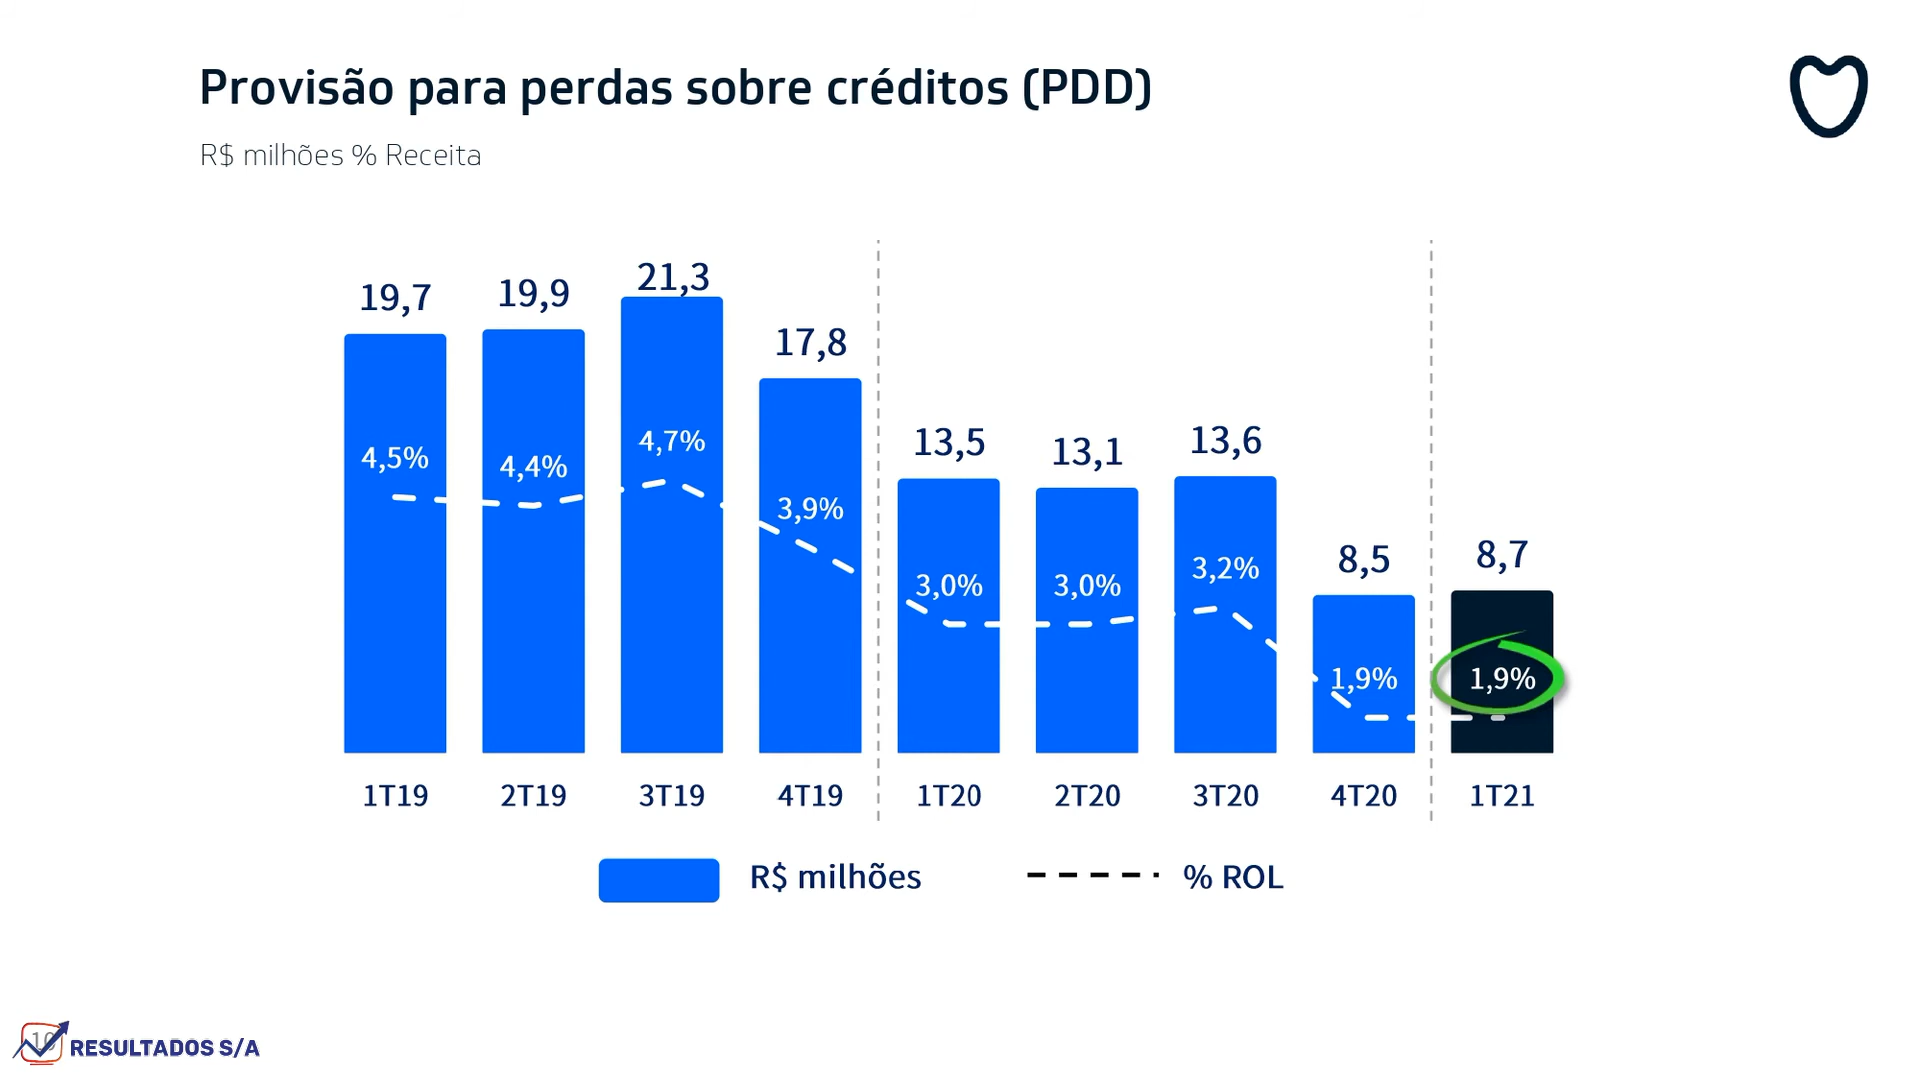 Provisão para perdas sobre créditos (PDD)
R$ milhões % Receita
19,7 19,9 21,3 17,8 13,5 13,1 13,6 8,5 8,7
4,5% 4,4% 4,7% 3,9% 3,0% 3,0% 3,2% 1,9% 1,9%
1T19 2T19 3T19 4T19 1T20 2T20 3T20 4T20 1T21
R$ milhões % ROL
10
RESULTADOS S/A